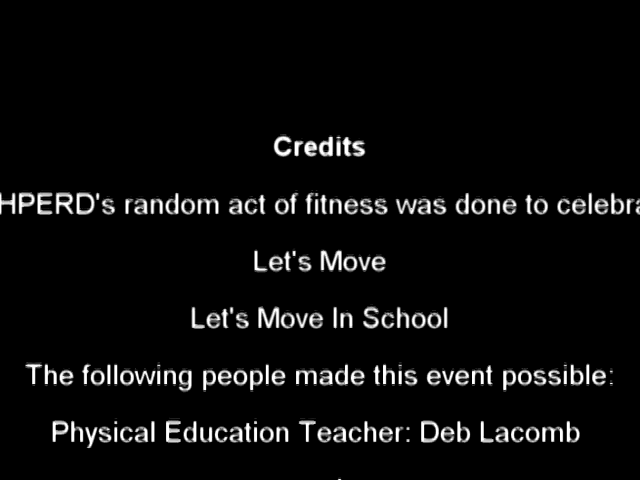 Credits
HPERD's random act of fitness was done to celebra
Let's Move
Let's Move In School
The following people made this event possible:
Physical Education Teacher: Deb Lacomb